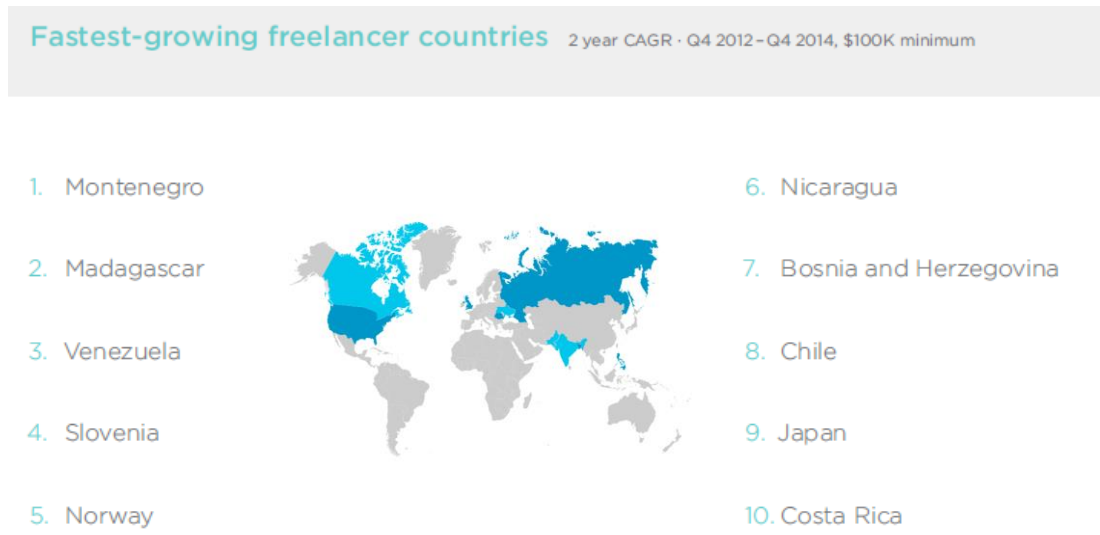 Fastest-growing freelancer countries 2 year CAGR · Q4 2012–Q4 2014, $100K minimum
1. Montenegro
2. Madagascar
3. Venezuela
4. Slovenia
5. Norway
6. Nicaragua
7. Bosnia and Herzegovina
8. Chile
9. Japan
10. Costa Rica